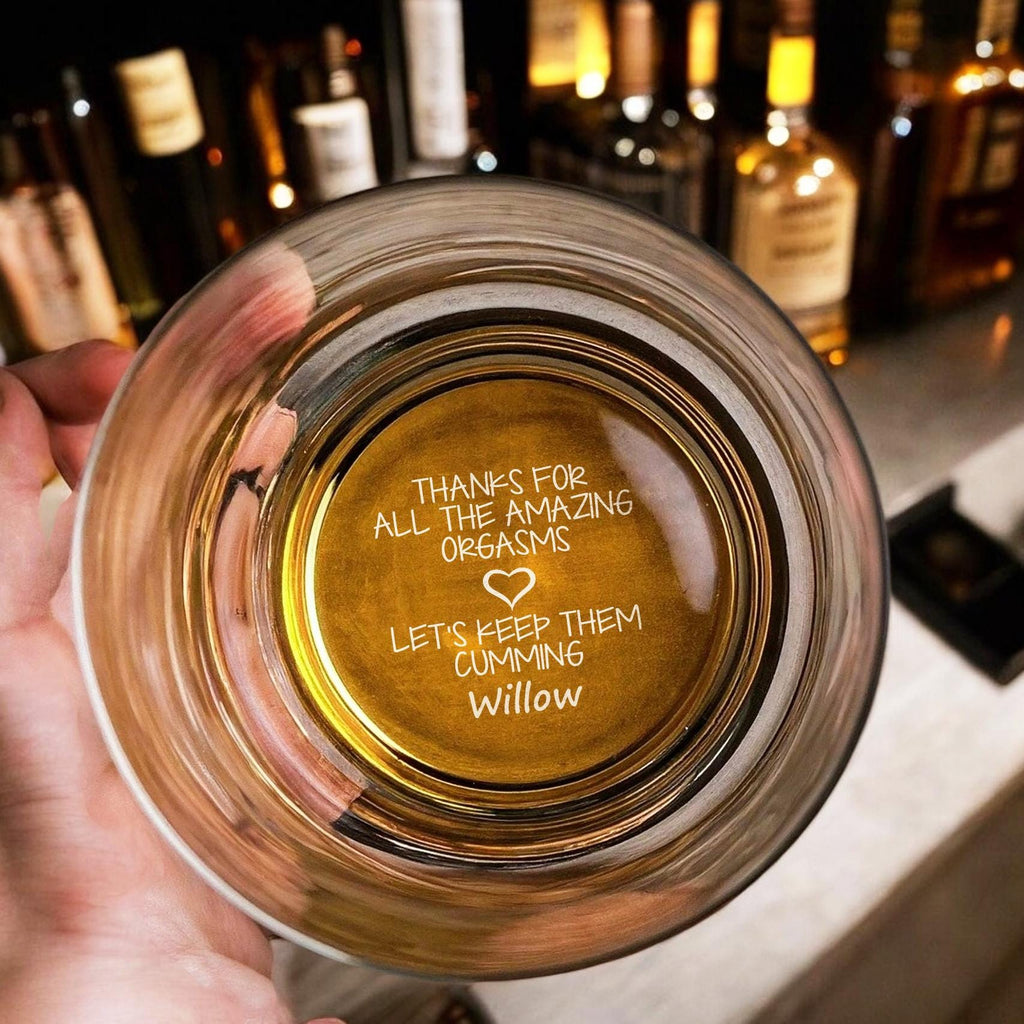 THANKS FOR
ALL THE AMAZING
ORGASMS
LET'S KEEP THEM
CUMMING
Willow